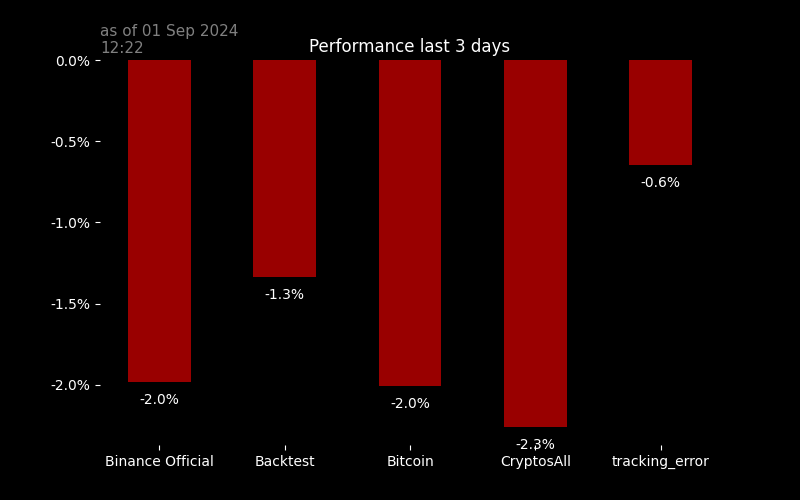 as of 01 Sep 2024
12:22
Performance last 3 days
0.0%
-0.5%
-1.0%
-1.5%
-2.0%
-2.0%
-1.3%
-2.0%
-2.3%
-0.6%
Binance Official
Backtest
Bitcoin
CryptosAll
tracking_error